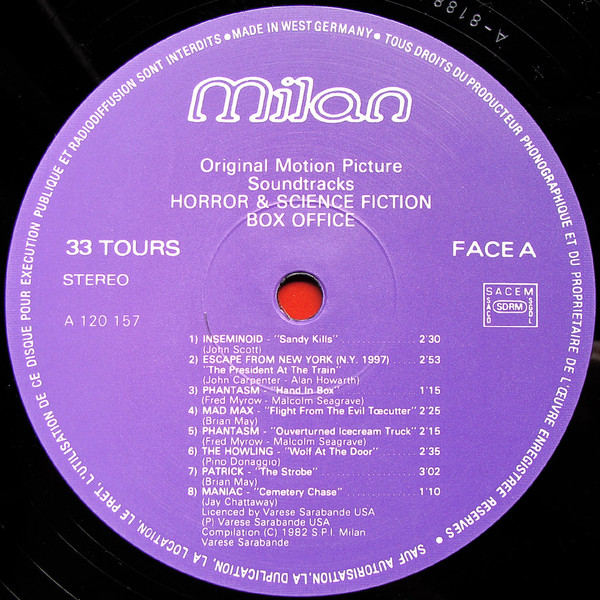 A-8188
SAUF AUTORISATION, LA DUPLICATION, LA LOCATION, LE PRET, L'UTILISATION DE CE DISQUE POUR EXECUTION PUBLIQUE ET RADIODIFFUSION SONT INTERDITS ● MADE IN WEST GERMANY ● TOUS DROITS DU PRODUCTEUR PHONOGRAPHIQUE ET DU PROPRIETAIRE DE L'ŒUVRE ENREGISTREE RESERVES ●
Milan
Original Motion Picture
Soundtracks
HORROR & SCIENCE FICTION
BOX OFFICE
33 TOURS
FACE A
STEREO
SACEM
SACD SDRM SGDL
A 120 157
1) INSEMINOID - "Sandy Kills" .................. 2'30
(John Scott)
2) ESCAPE FROM NEW YORK (N.Y. 1997) ..... 2'53
"The President At The Train"
(John Carpenter - Alan Howarth)
3) PHANTASM - "Hand In Box" .................. 1'15
(Fred Myrow - Malcolm Seagrave)
4) MAD MAX - "Flight From The Evil Tœcutter" 2'25
(Brian May)
5) PHANTASM - "Ouverturned Icecream Truck" 2'15
(Fred Myrow - Malcolm Seagrave)
6) THE HOWLING - "Wolf At The Door" ....... 2'35
(Pino Donaggio)
7) PATRICK - "The Strobe" .................... 3'02
(Brian May)
8) MANIAC - "Cemetery Chase" ............... 1'10
(Jay Chattaway)
Licenced by Varese Sarabande USA
(P) Varese Sarabande USA
Compilation (C) 1982 S.P.I. Milan
Varese Sarabande